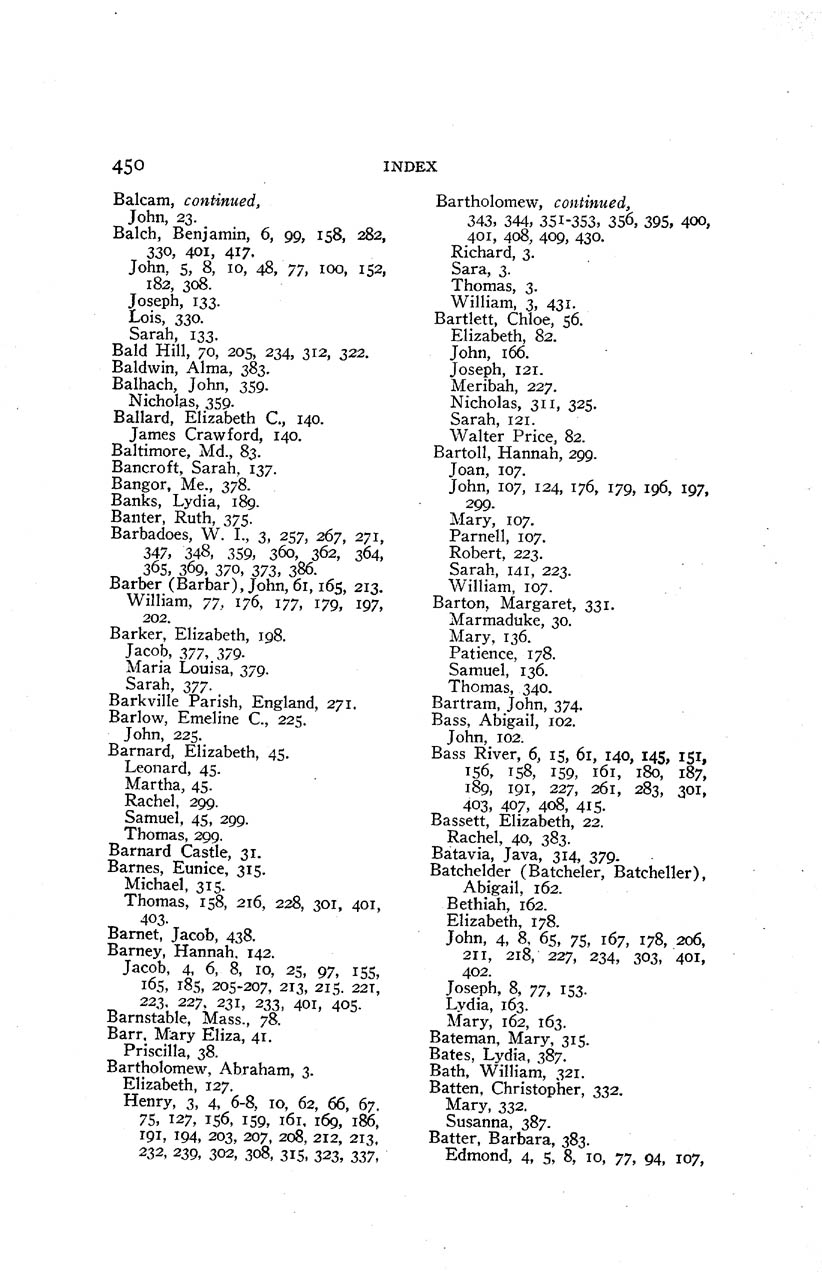 450
INDEX
Balcam, continued,
John, 23.
Balch, Benjamin, 6, 99, 158, 282,
330, 401, 417.
John, 5, 8, 10, 48, 77, 100, 152,
182, 308.
Joseph, 133.
Lois, 330.
Sarah, 133.
Bald Hill, 70, 205, 234, 312, 322.
Baldwin, Alma, 383.
Balhach, John, 359.
Nicholas, 359.
Ballard, Elizabeth C., 140.
James Crawford, 140.
Baltimore, Md., 83.
Bancroft, Sarah, 137.
Bangor, Me., 378.
Banks, Lydia, 189.
Banter, Ruth, 375.
Barbadoes, W. I., 3, 257, 267, 271,
347, 348, 359, 360, 362, 364,
365, 369, 370, 373, 386.
Barber (Barbar), John, 61, 165, 213.
William, 77, 176, 177, 179, 197,
202.
Barker, Elizabeth, 198.
Jacob, 377, 379.
Maria Louisa, 379.
Sarah, 377.
Barkville Parish, England, 271.
Barlow, Emeline C., 225.
John, 225.
Barnard, Elizabeth, 45.
Leonard, 45.
Martha, 45.
Rachel, 299.
Samuel, 45, 299.
Thomas, 299.
Barnard Castle, 31.
Barnes, Eunice, 315.
Michael, 315.
Thomas, 158, 216, 228, 301, 401,
403.
Barnet, Jacob, 438.
Barney, Hannah, 142.
Jacob, 4, 6, 8, 10, 25, 97, 155,
165, 185, 205-207, 213, 215. 221,
223, 227, 231, 233, 401, 405.
Barnstable, Mass., 78.
Barr, Mary Eliza, 41.
Priscilla, 38.
Bartholomew, Abraham, 3.
Elizabeth, 127.
Henry, 3, 4, 6-8, 10, 62, 66, 67.
75, 127, 156, 159, 161, 169, 186,
191, 194, 203, 207, 208, 212, 213,
232, 239, 302, 308, 315, 323, 337,
Bartholomew, continued,
343, 344, 351-353, 356, 395, 400,
401, 408, 409, 430.
Richard, 3.
Sara, 3.
Thomas, 3.
William, 3, 431.
Bartlett, Chloe, 56.
Elizabeth, 82.
John, 166.
Joseph, 121.
Meribah, 227.
Nicholas, 311, 325.
Sarah, 121.
Walter Price, 82.
Bartoll, Hannah, 299.
Joan, 107.
John, 107, 124, 176, 179, 196, 197,
299.
Mary, 107.
Parnell, 107.
Robert, 223.
Sarah, 141, 223.
William, 107.
Barton, Margaret, 331.
Marmaduke, 30.
Mary, 136.
Patience, 178.
Samuel, 136.
Thomas, 340.
Bartram, John, 374.
Bass, Abigail, 102.
John, 102.
Bass River, 6, 15, 61, 140, 145, 151,
156, 158, 159, 161, 180, 187,
189, 191, 227, 261, 283, 301,
403, 407, 408, 415.
Bassett, Elizabeth, 22.
Rachel, 40, 383.
Batavia, Java, 314, 379.
Batchelder (Batcheler, Batcheller),
Abigail, 162.
Bethiah, 162.
Elizabeth, 178.
John, 4, 8, 65, 75, 167, 178, 206,
211, 218, 227, 234, 303, 401,
402.
Joseph, 8, 77, 153.
Lydia, 163.
Mary, 162, 163.
Bateman, Mary, 315.
Bates, Lydia, 387.
Bath, William, 321.
Batten, Christopher, 332.
Mary, 332.
Susanna, 387.
Batter, Barbara, 383.
Edmond, 4, 5, 8, 10, 77, 94, 107,